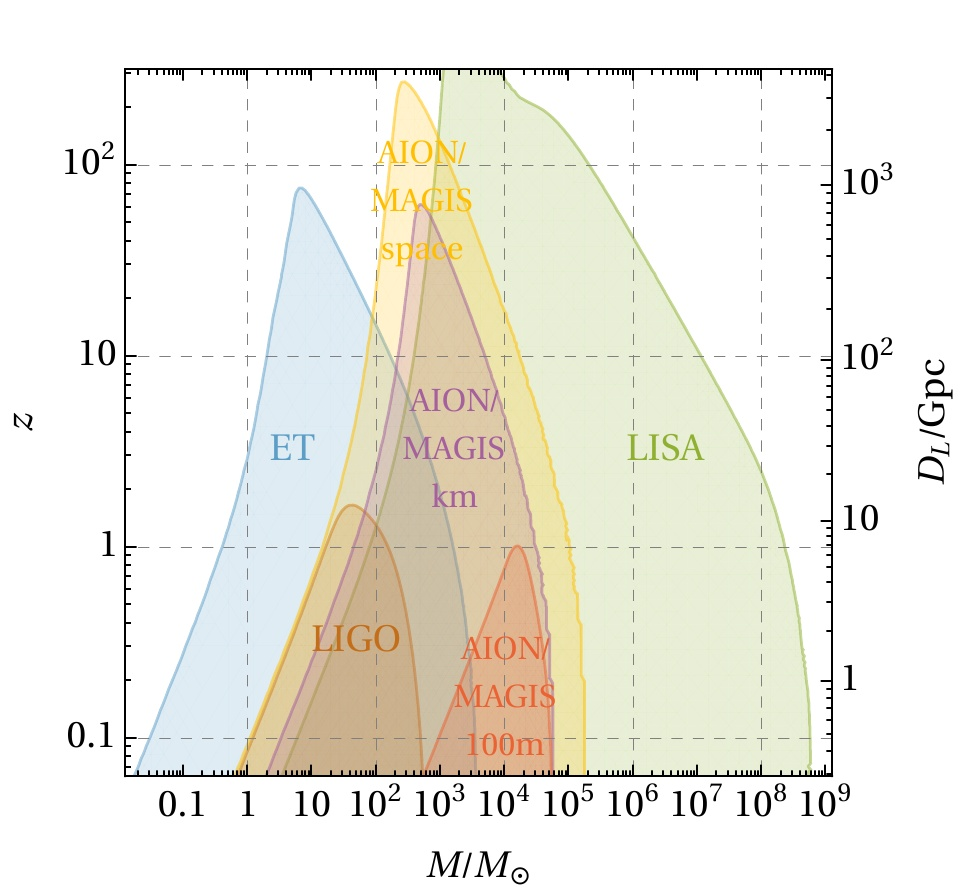 10²
10
1
0.1
z
AION/
MAGIS
space
ET
AION/
MAGIS
km
LISA
LIGO
AION/
MAGIS
100m
10³
10²
10
1
D_L/Gpc
0.1 1 10 10² 10³ 10⁴ 10⁵ 10⁶ 10⁷ 10⁸ 10⁹
M/M⊙